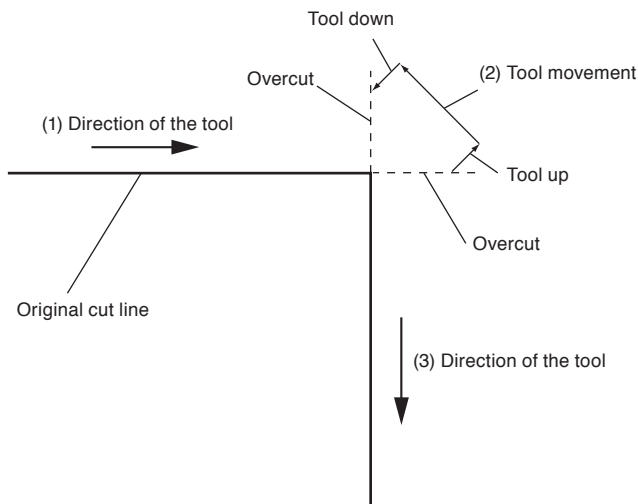 Tool down
Overcut
(2) Tool movement
(1) Direction of the tool
Tool up
Overcut
Original cut line
(3) Direction of the tool